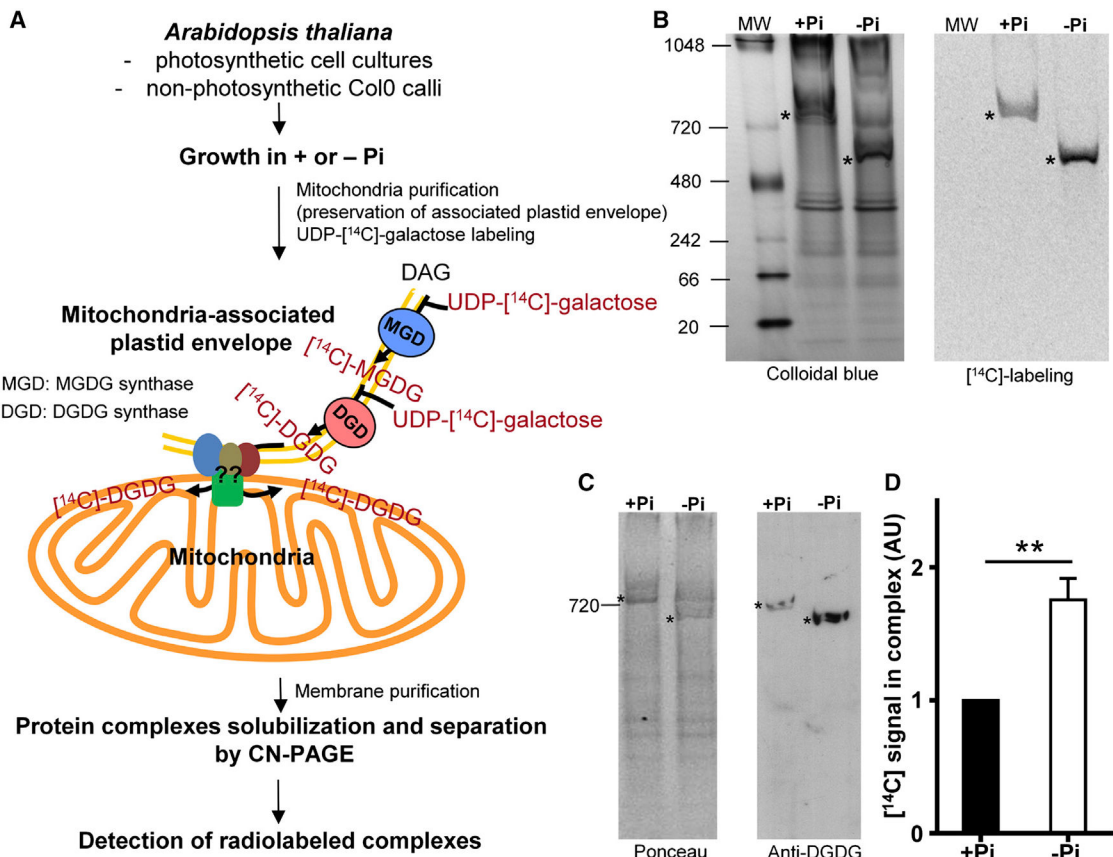 A
Arabidopsis thaliana
- photosynthetic cell cultures
- non-photosynthetic Col0 calli
Growth in + or – Pi
Mitochondria purification
(preservation of associated plastid envelope)
UDP-[14C]-galactose labeling
DAG
UDP-[14C]-galactose
Mitochondria-associated
plastid envelope
MGD
[14C]-MGDG
MGD: MGDG synthase
DGD: DGDG synthase
UDP-[14C]-galactose
DGD
[14C]-DGDG
??
[14C]-DGDG
[14C]-DGDG
Mitochondria
Membrane purification
Protein complexes solubilization and separation
by CN-PAGE
Detection of radiolabeled complexes
B
MW +Pi -Pi
1048
720
480
242
66
20
*
*
Colloidal blue
MW +Pi -Pi
*
*
[14C]-labeling
C
+Pi -Pi
720
*
*
Ponceau
+Pi -Pi
*
*
Anti-DGDG
D
[14C] signal in complex (AU)
2
1
0
**
+Pi -Pi